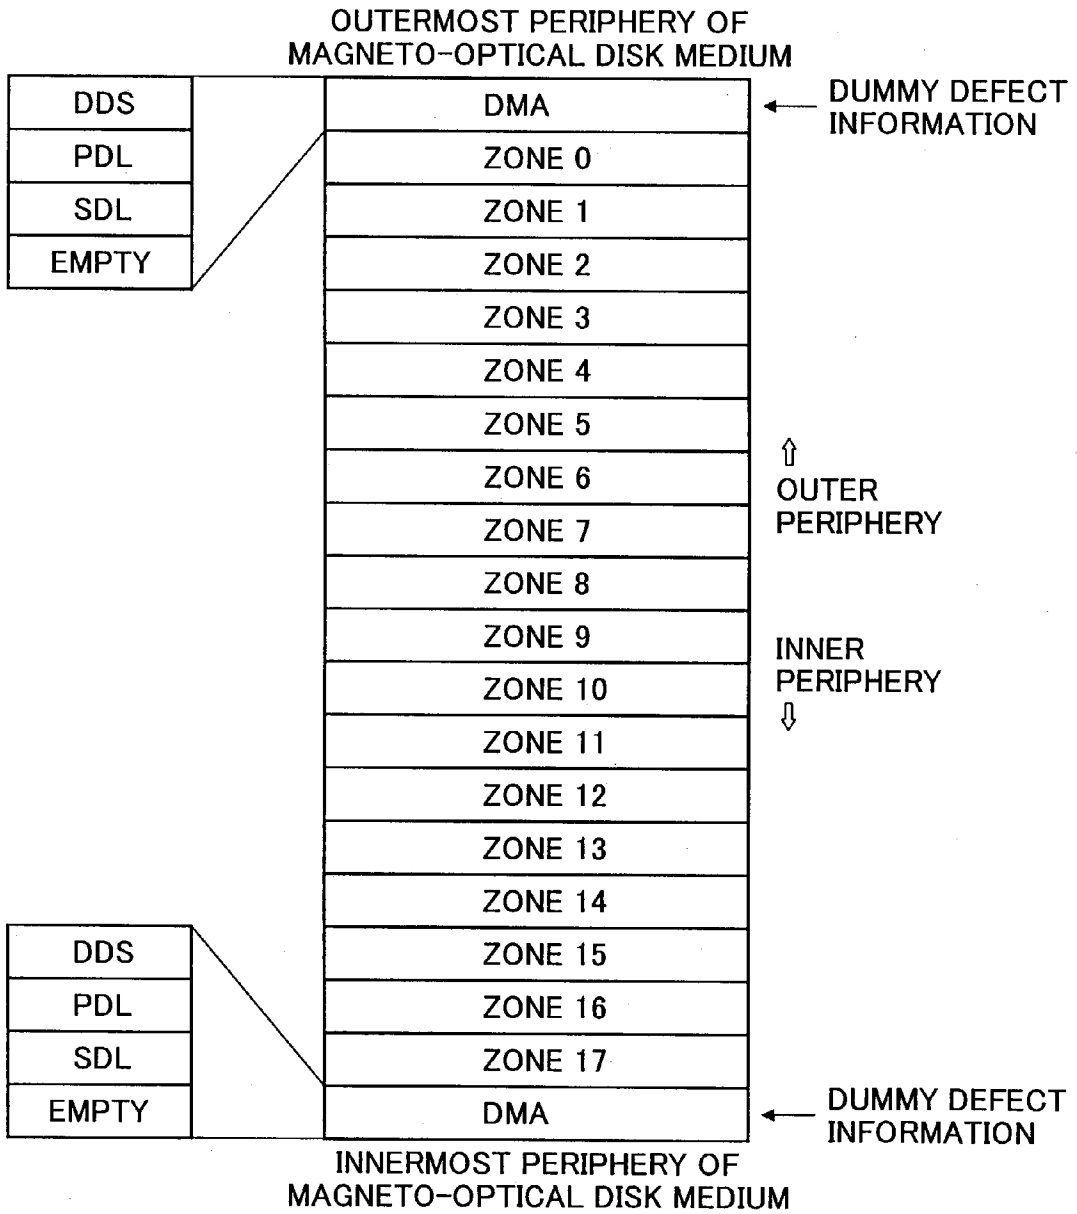 OUTERMOST PERIPHERY OF
MAGNETO-OPTICAL DISK MEDIUM
DDS
PDL
SDL
EMPTY
DMA
DUMMY DEFECT
INFORMATION
ZONE 0
ZONE 1
ZONE 2
ZONE 3
ZONE 4
ZONE 5
ZONE 6
ZONE 7
ZONE 8
ZONE 9
ZONE 10
ZONE 11
ZONE 12
ZONE 13
ZONE 14
ZONE 15
ZONE 16
ZONE 17
OUTER
PERIPHERY
INNER
PERIPHERY
DDS
PDL
SDL
EMPTY
DMA
DUMMY DEFECT
INFORMATION
INNERMOST PERIPHERY OF
MAGNETO-OPTICAL DISK MEDIUM